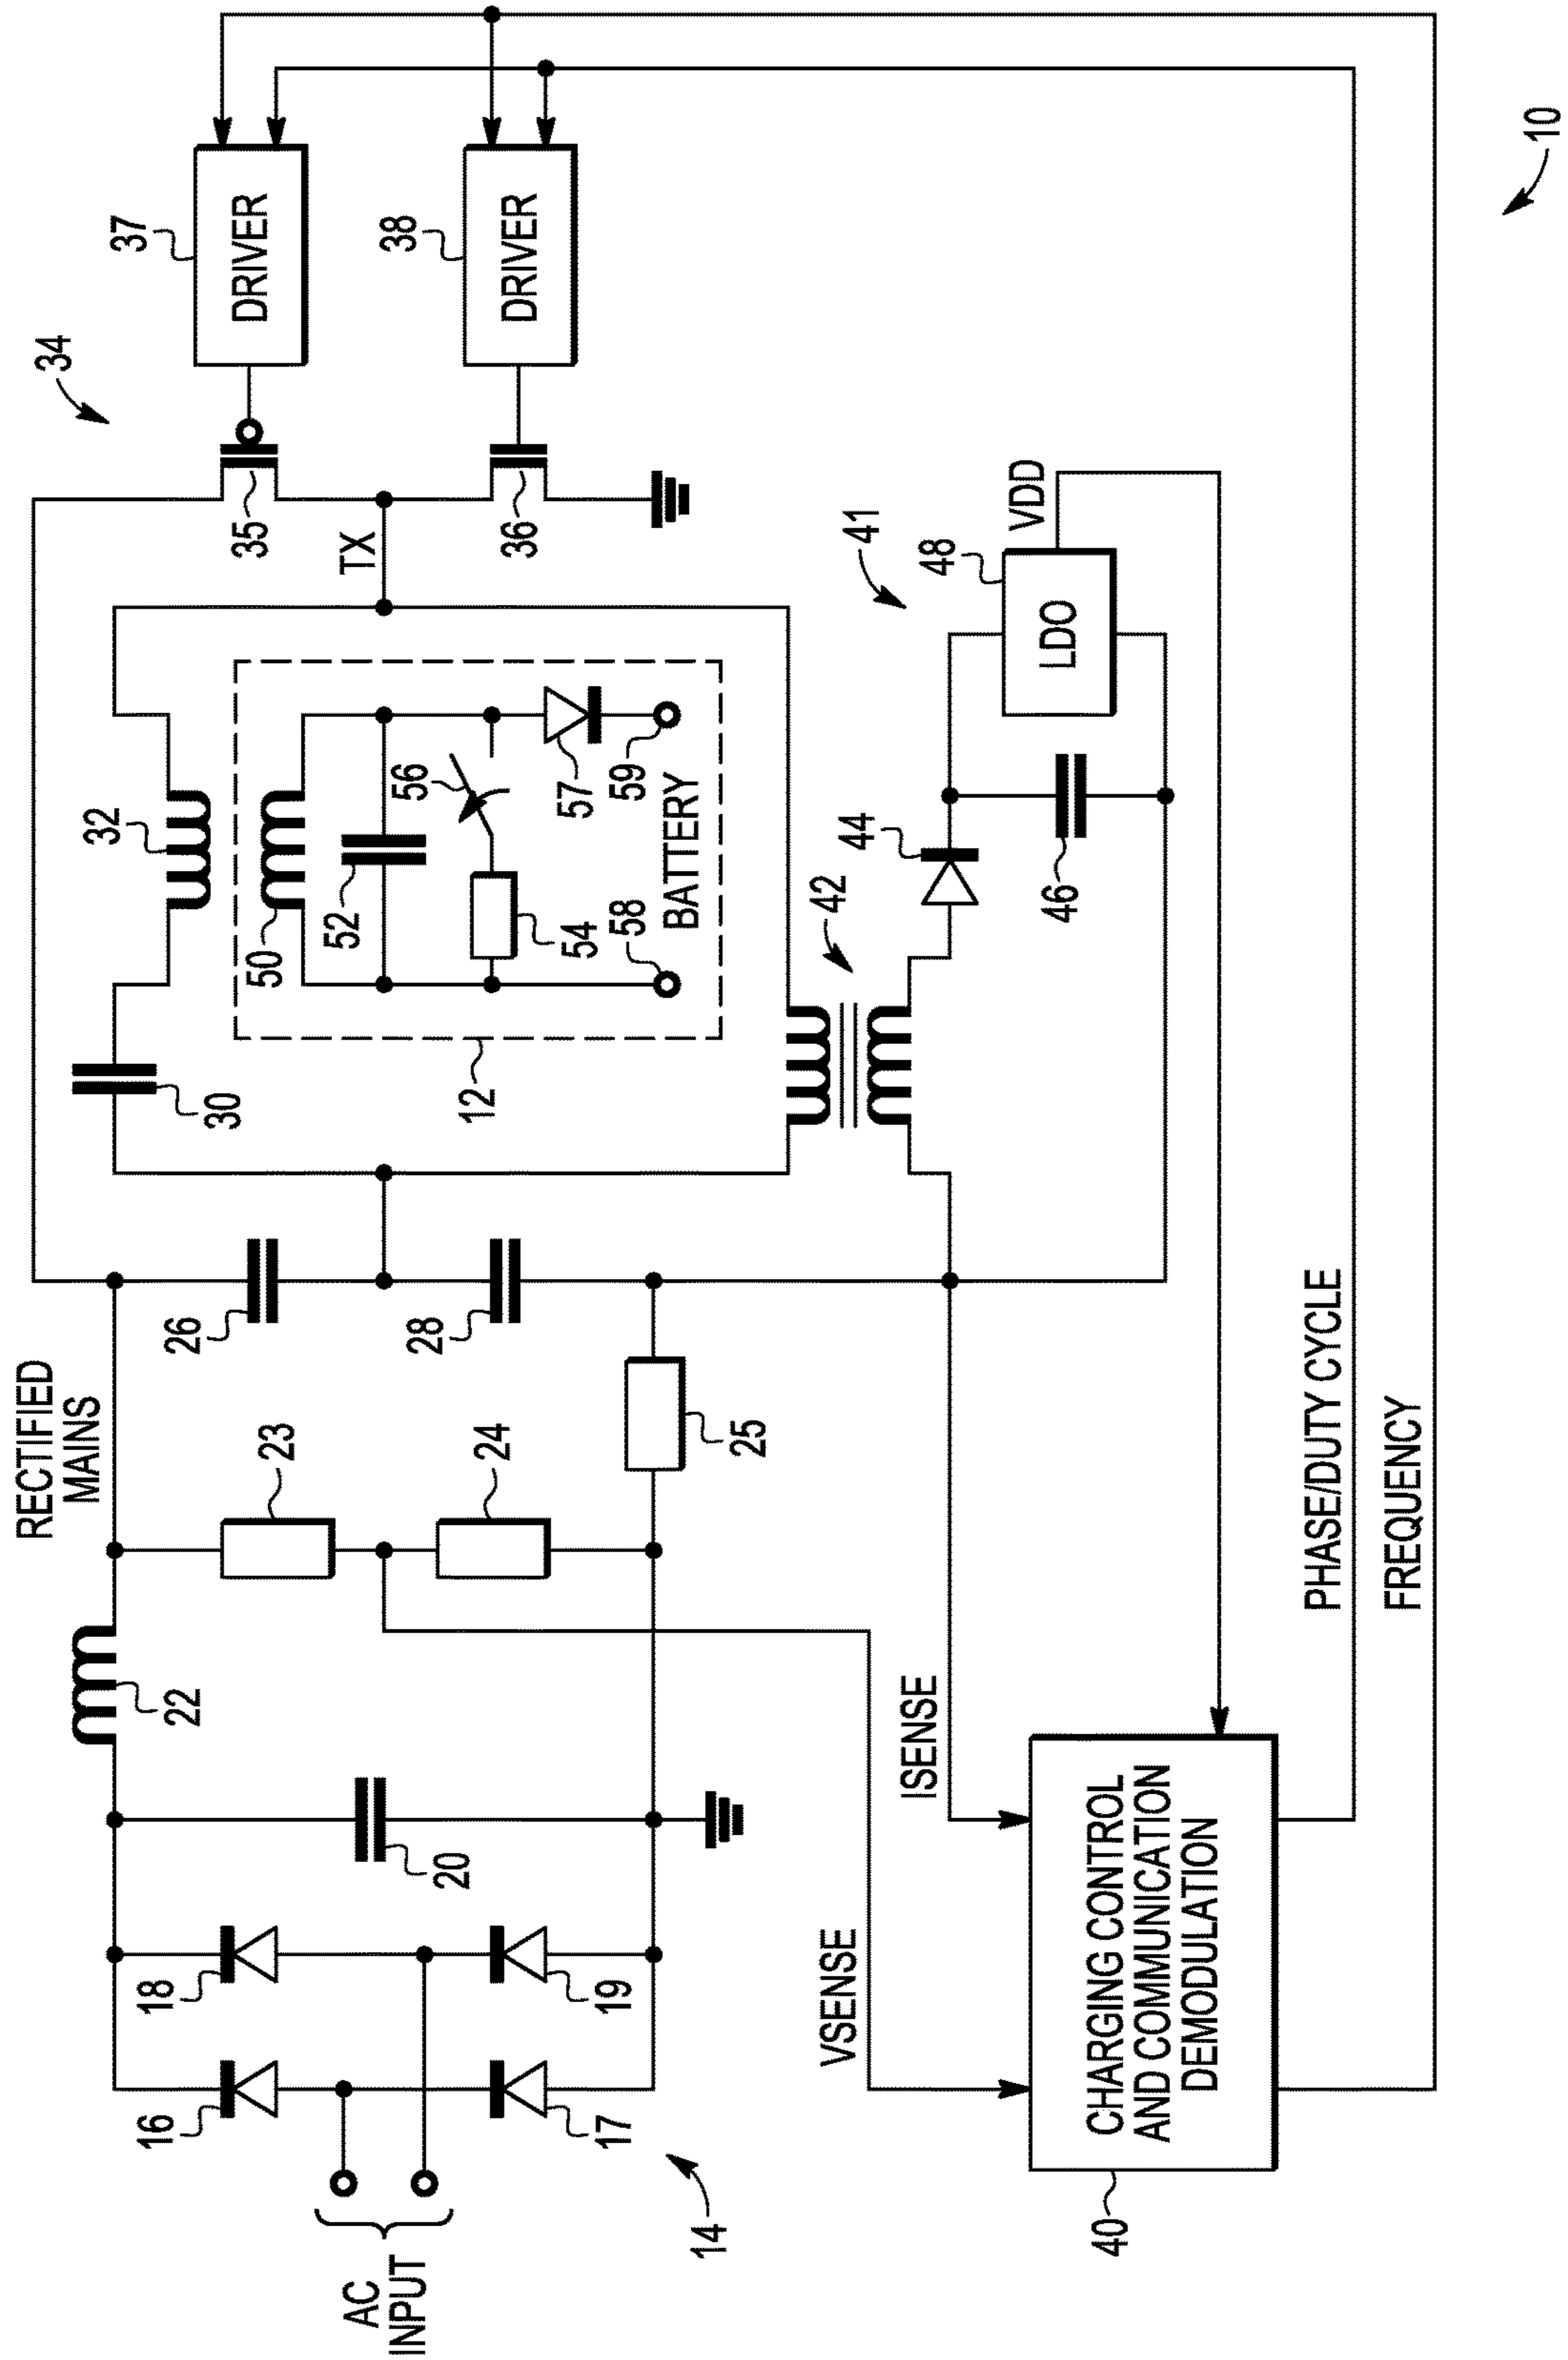 RECTIFIED
MAINS
34
37
DRIVER
38
DRIVER
35
36
TX
32
30
26
28
23
24
25
22
20
18
19
16
17
AC
INPUT
14
50
52
54
56
57
58
59
BATTERY
12
42
44
46
41
48
LDO
VDD
VSENSE
ISENSE
40
CHARGING CONTROL
AND COMMUNICATION
DEMODULATION
PHASE/DUTY CYCLE
FREQUENCY
10